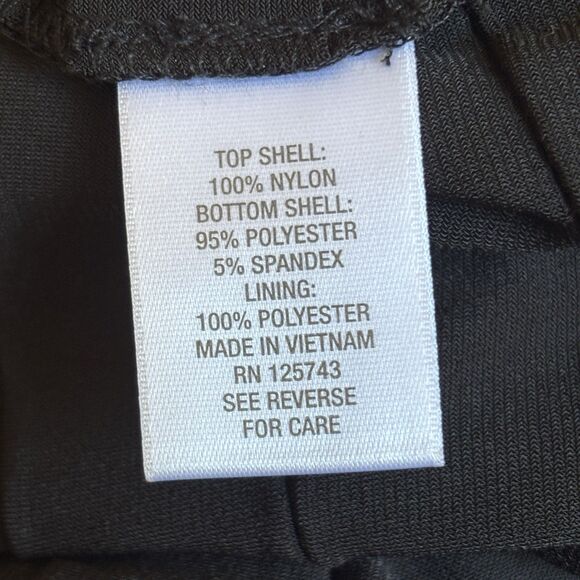 TOP SHELL:
100% NYLON
BOTTOM SHELL:
95% POLYESTER
5% SPANDEX
LINING:
100% POLYESTER
MADE IN VIETNAM
RN 125743
SEE REVERSE
FOR CARE